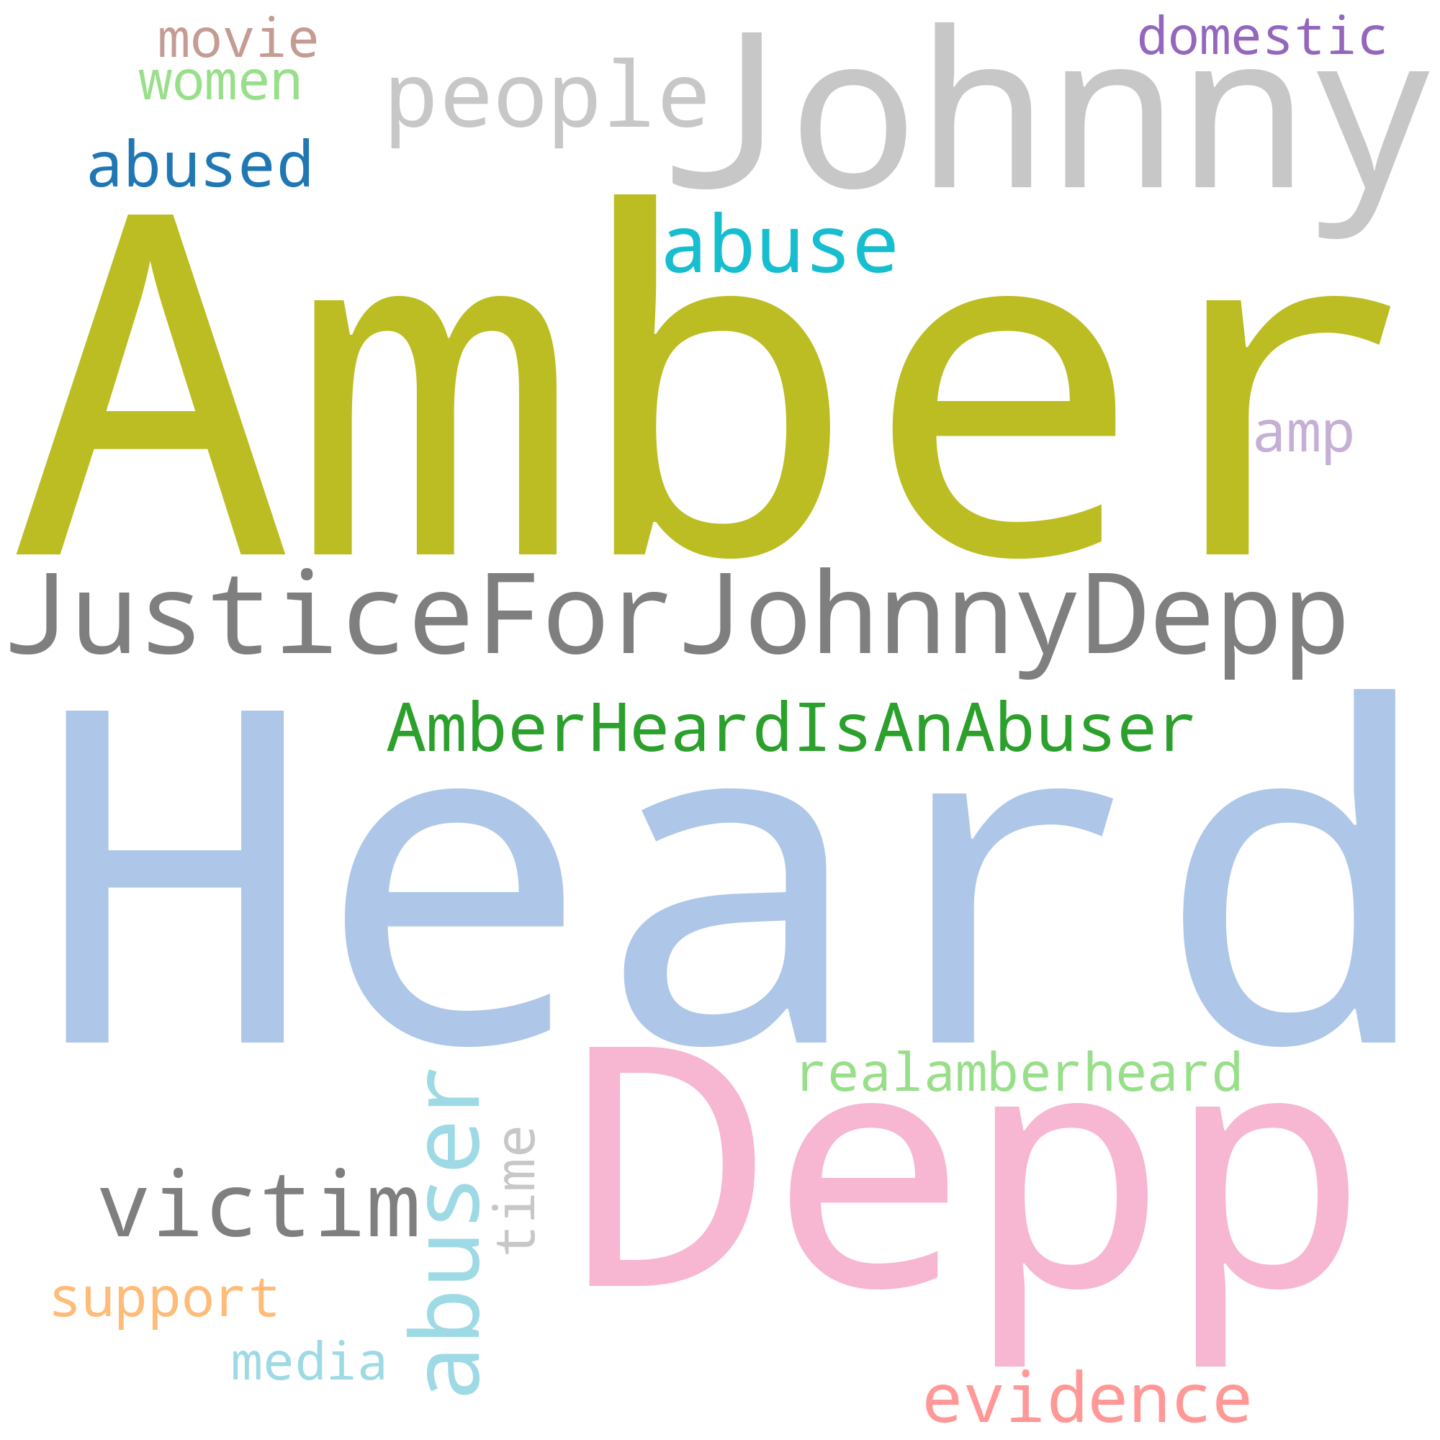 movie
domestic
women
people
Johnny
abused
abuse
Amber
amp
JusticeForJohnnyDepp
AmberHeardIsAnAbuser
Heard
realamberheard
Depp
abuser
time
victim
support
media
evidence